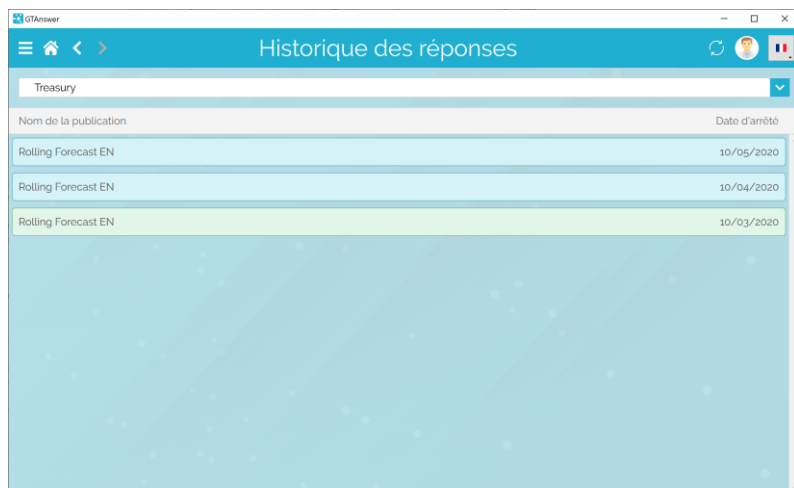 GTAnswer
Historique des réponses
Treasury
Nom de la publication Date d'arrêté
Rolling Forecast EN 10/05/2020
Rolling Forecast EN 10/04/2020
Rolling Forecast EN 10/03/2020